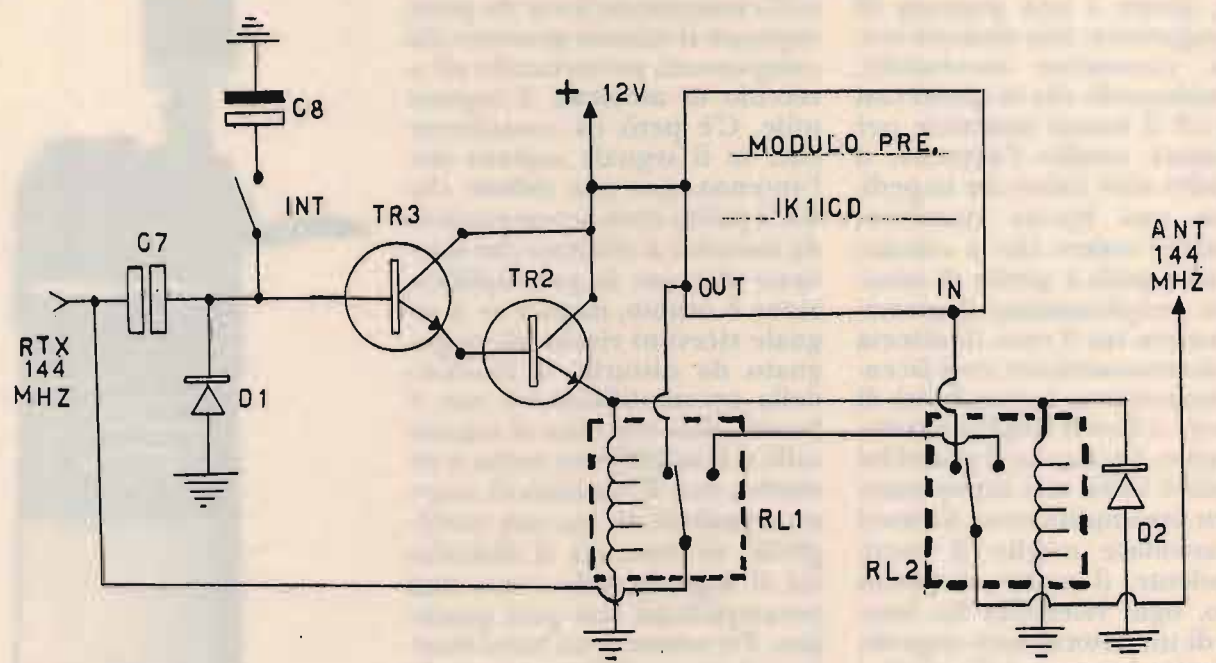 C8
+ 12V
MODULO PRE.
IK1ICD
INT
TR3
C7
TR2
OUT
IN
ANT
144
MHZ
RTX
144
MHZ
D1
RL1
RL2
D2